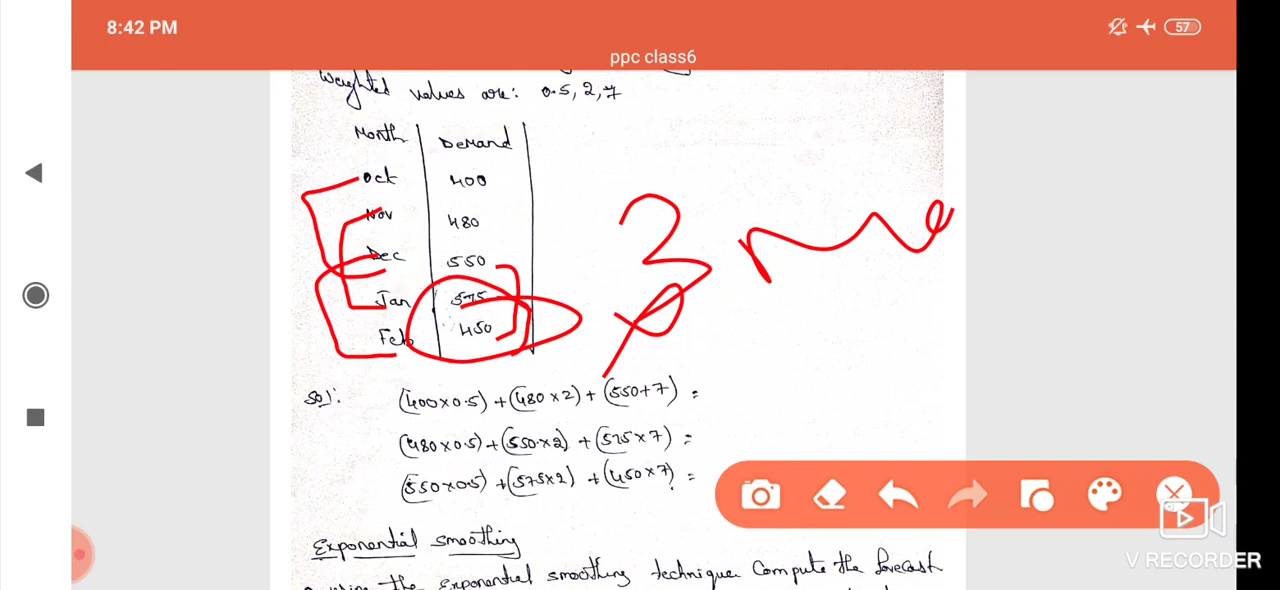 8:42 PM 57
ppc class6
Weighted values are: 0.5, 2, 7
Month Demand
Oct 400
Nov 480
Dec 550
Jan 575
Feb 450
3 me
Sol:
(400×0.5) + (480×2) + (550+7) =
(480×0.5) + (550×2) + (575×7) =
(550×0.5) + (575×2) + (450×7) =
Exponential smoothing
the exponential smoothing technique compute the forecast
V RECORDER